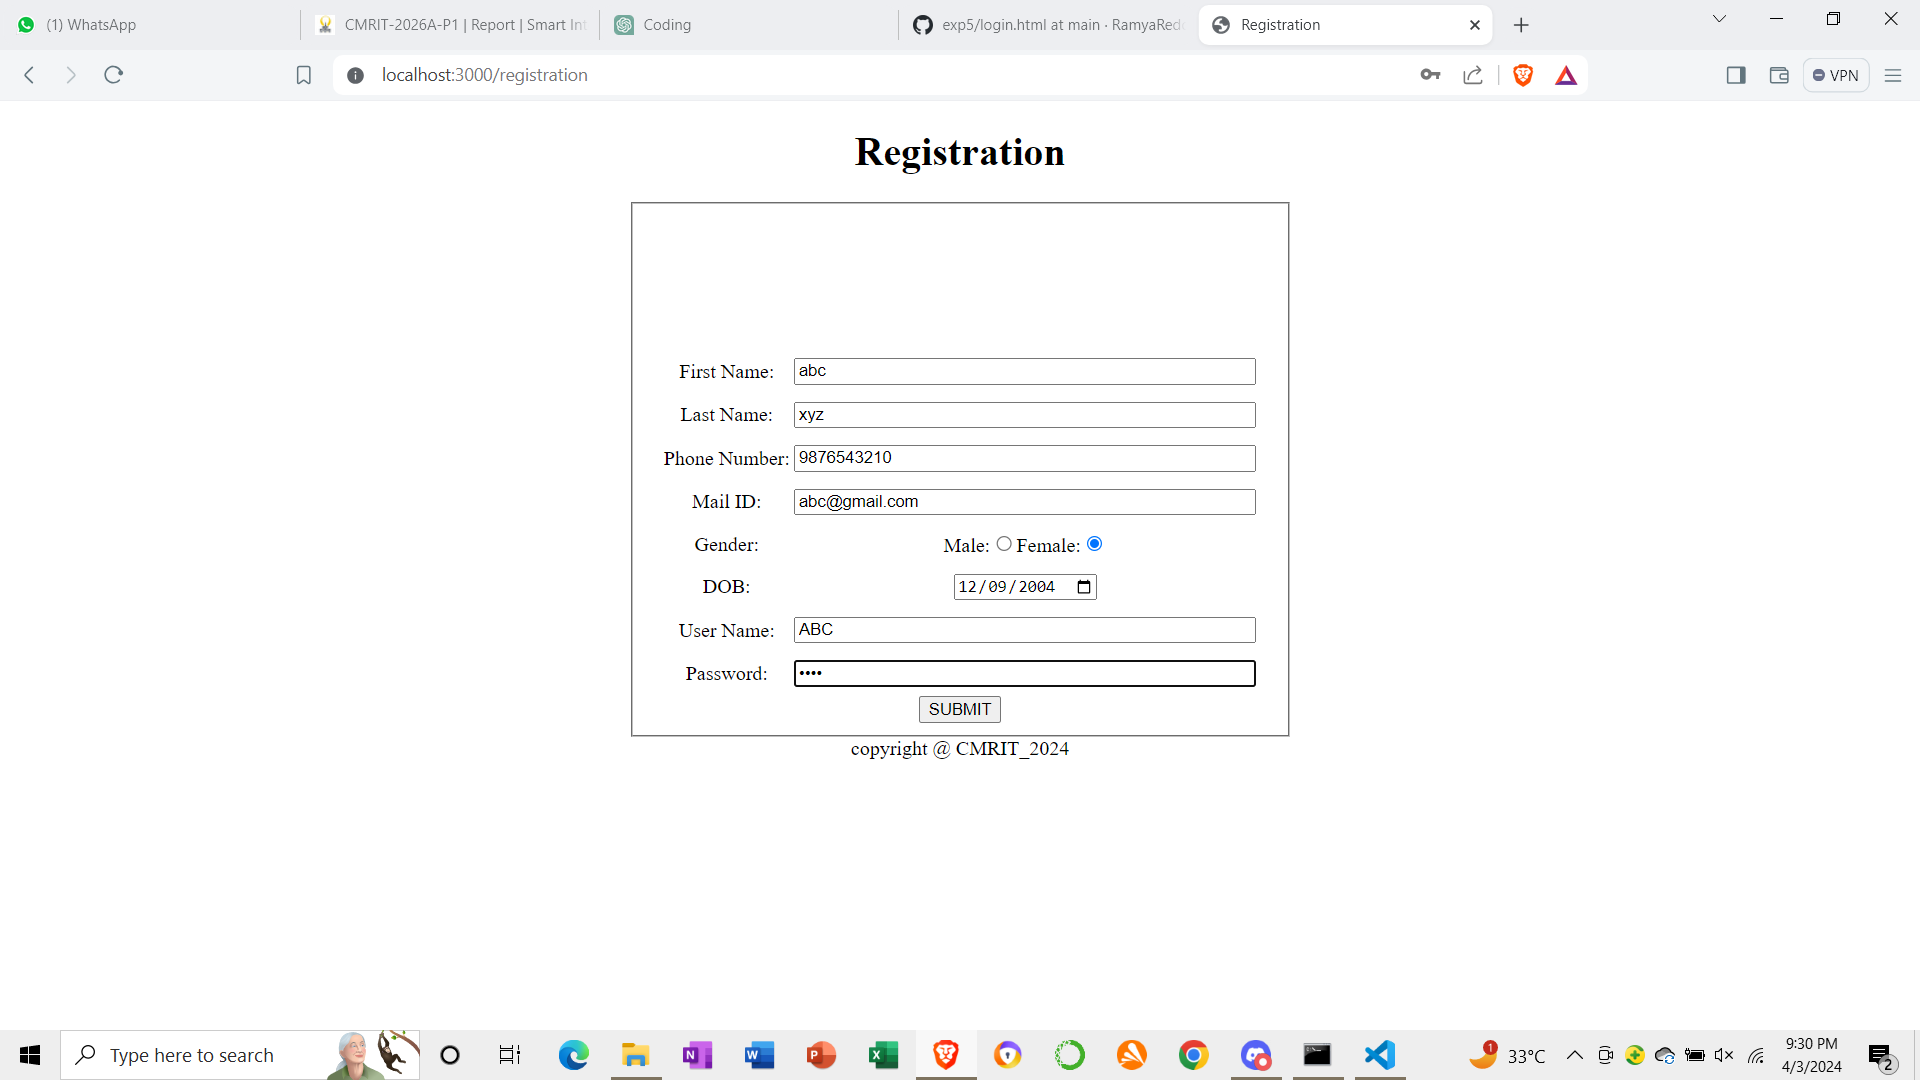 (1) WhatsApp
CMRIT-2026A-P1 | Report | Smart Int
Coding
exp5/login.html at main · RamyaRed
Registration
localhost:3000/registration
VPN
Registration
First Name: abc
Last Name: xyz
Phone Number: 9876543210
Mail ID: abc@gmail.com
Gender: Male: Female:
DOB: 12/09/2004
User Name: ABC
Password: ••••
SUBMIT
copyright @ CMRIT_2024
Type here to search
1
33°C
9:30 PM
4/3/2024
2